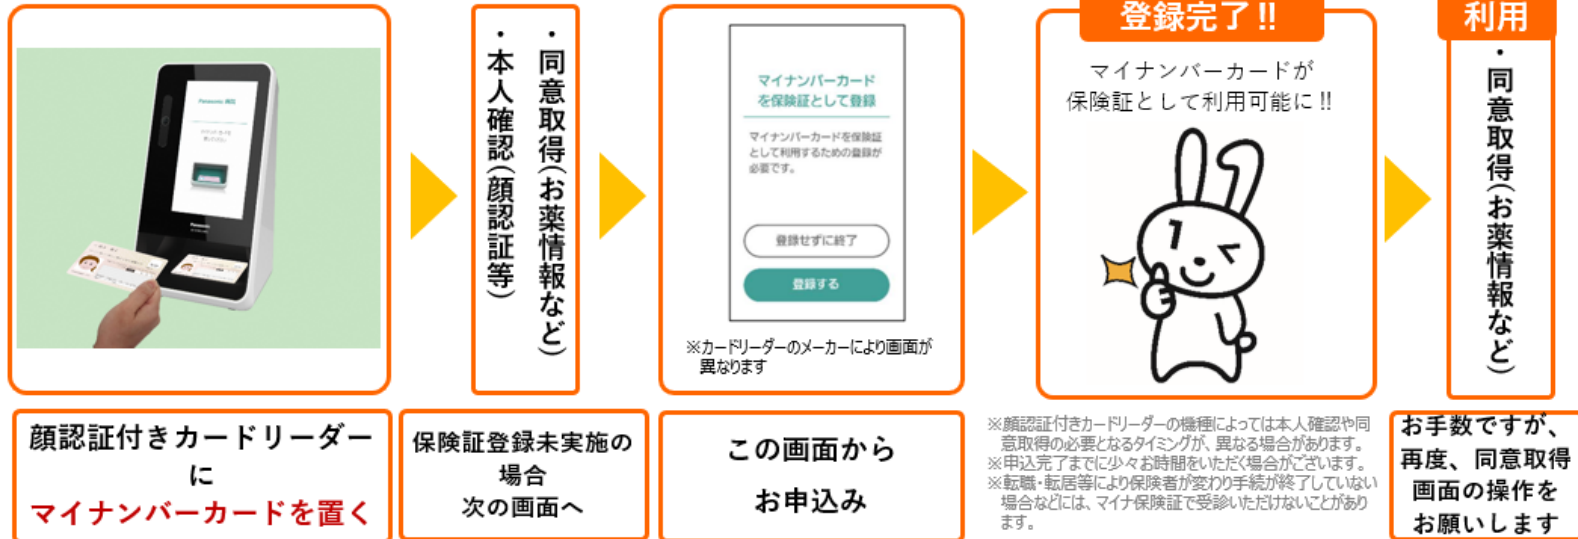 Panasonic
Panasonic
・本人確認(顔認証等)
・同意取得(お薬情報など)
マイナンバーカード
を保険証として登録
マイナンバーカードを保険証
として利用するための登録が
必要です。
登録せずに終了
登録する
※カードリーダーのメーカーにより画面が
異なります
登録完了!!
マイナンバーカードが
保険証として利用可能に!!
利用
・同意取得(お薬情報など)
顔認証付きカードリーダー
に
マイナンバーカードを置く
保険証登録未実施の
場合
次の画面へ
この画面から
お申込み
※顔認証付きカードリーダーの機種によっては本人確認や同
意取得の必要となるタイミングが、異なる場合があります。
※申込完了までに少々お時間をいただく場合がございます。
※転職・転居等により保険者が変わり手続が終了していない
場合などには、マイナ保険証で受診いただけないことがあり
ます。
お手数ですが、
再度、同意取得
画面の操作を
お願いします